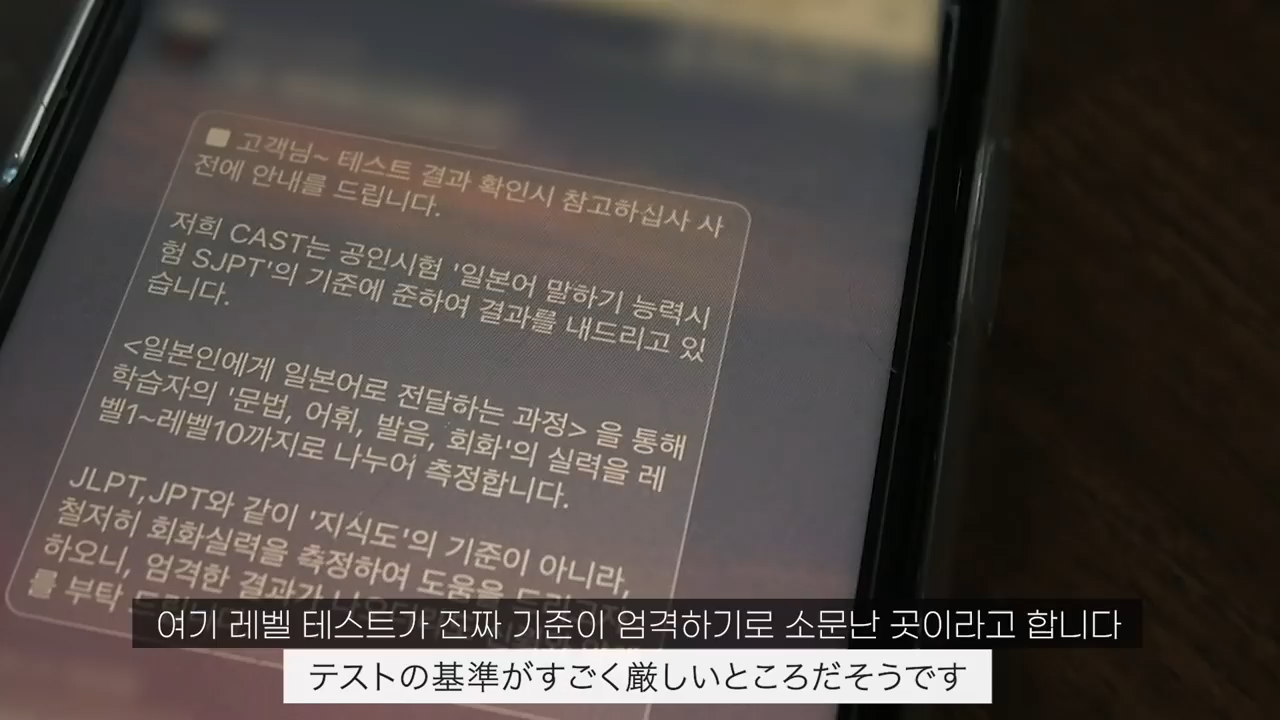 ■ 고객님~ 테스트 결과 확인시 참고하십사 사
전에 안내를 드립니다.
저희 CAST는 공인시험 '일본어 말하기 능력시
험 SJPT'의 기준에 준하여 결과를 내드리고 있
습니다.
<일본인에게 일본어로 전달하는 과정> 을 통해
학습자의 '문법, 어휘, 발음, 회화'의 실력을 레
벨1~레벨10까지로 나누어 측정합니다.
JLPT,JPT와 같이 '지식도'의 기준이 아니라,
철저히 회화실력을 측정하여 도움을
하오니, 엄격한 결과가
를 부탁
여기 레벨 테스트가 진짜 기준이 엄격하기로 소문난 곳이라고 합니다
テストの基準がすごく厳しいところだそうです